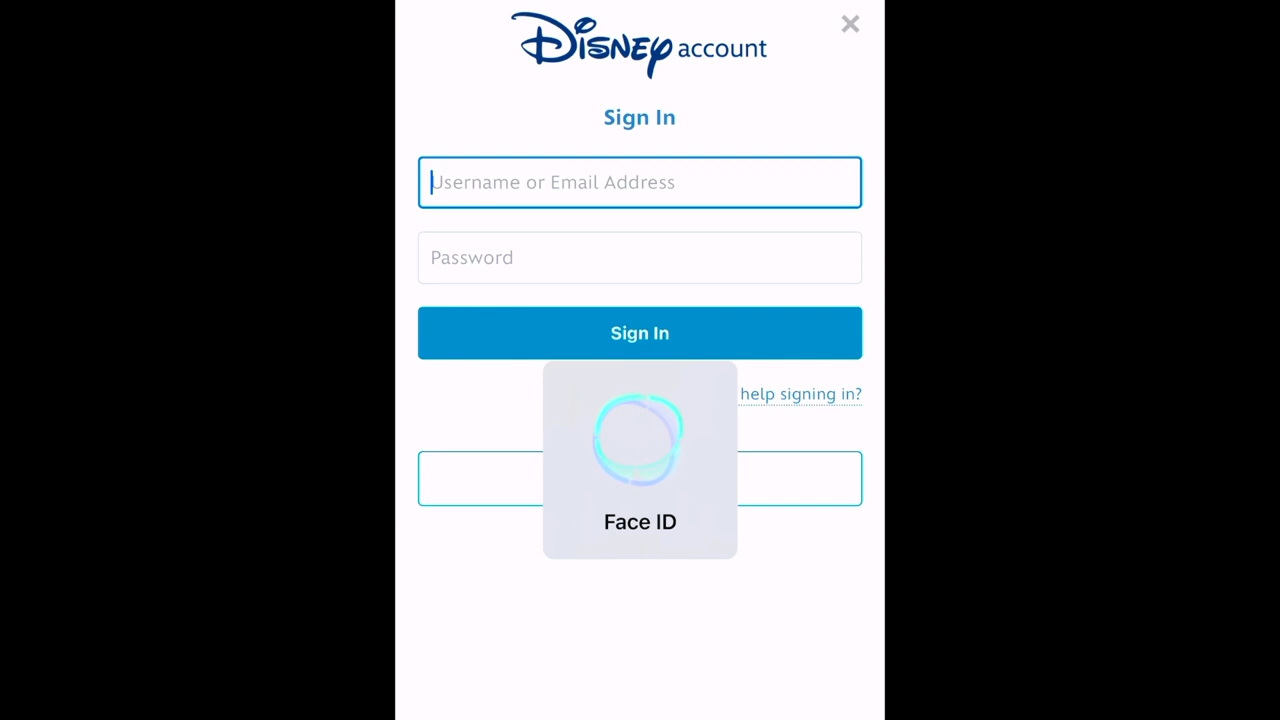 Disney account
Sign In
Username or Email Address
Password
Sign In
help signing in?
Face ID